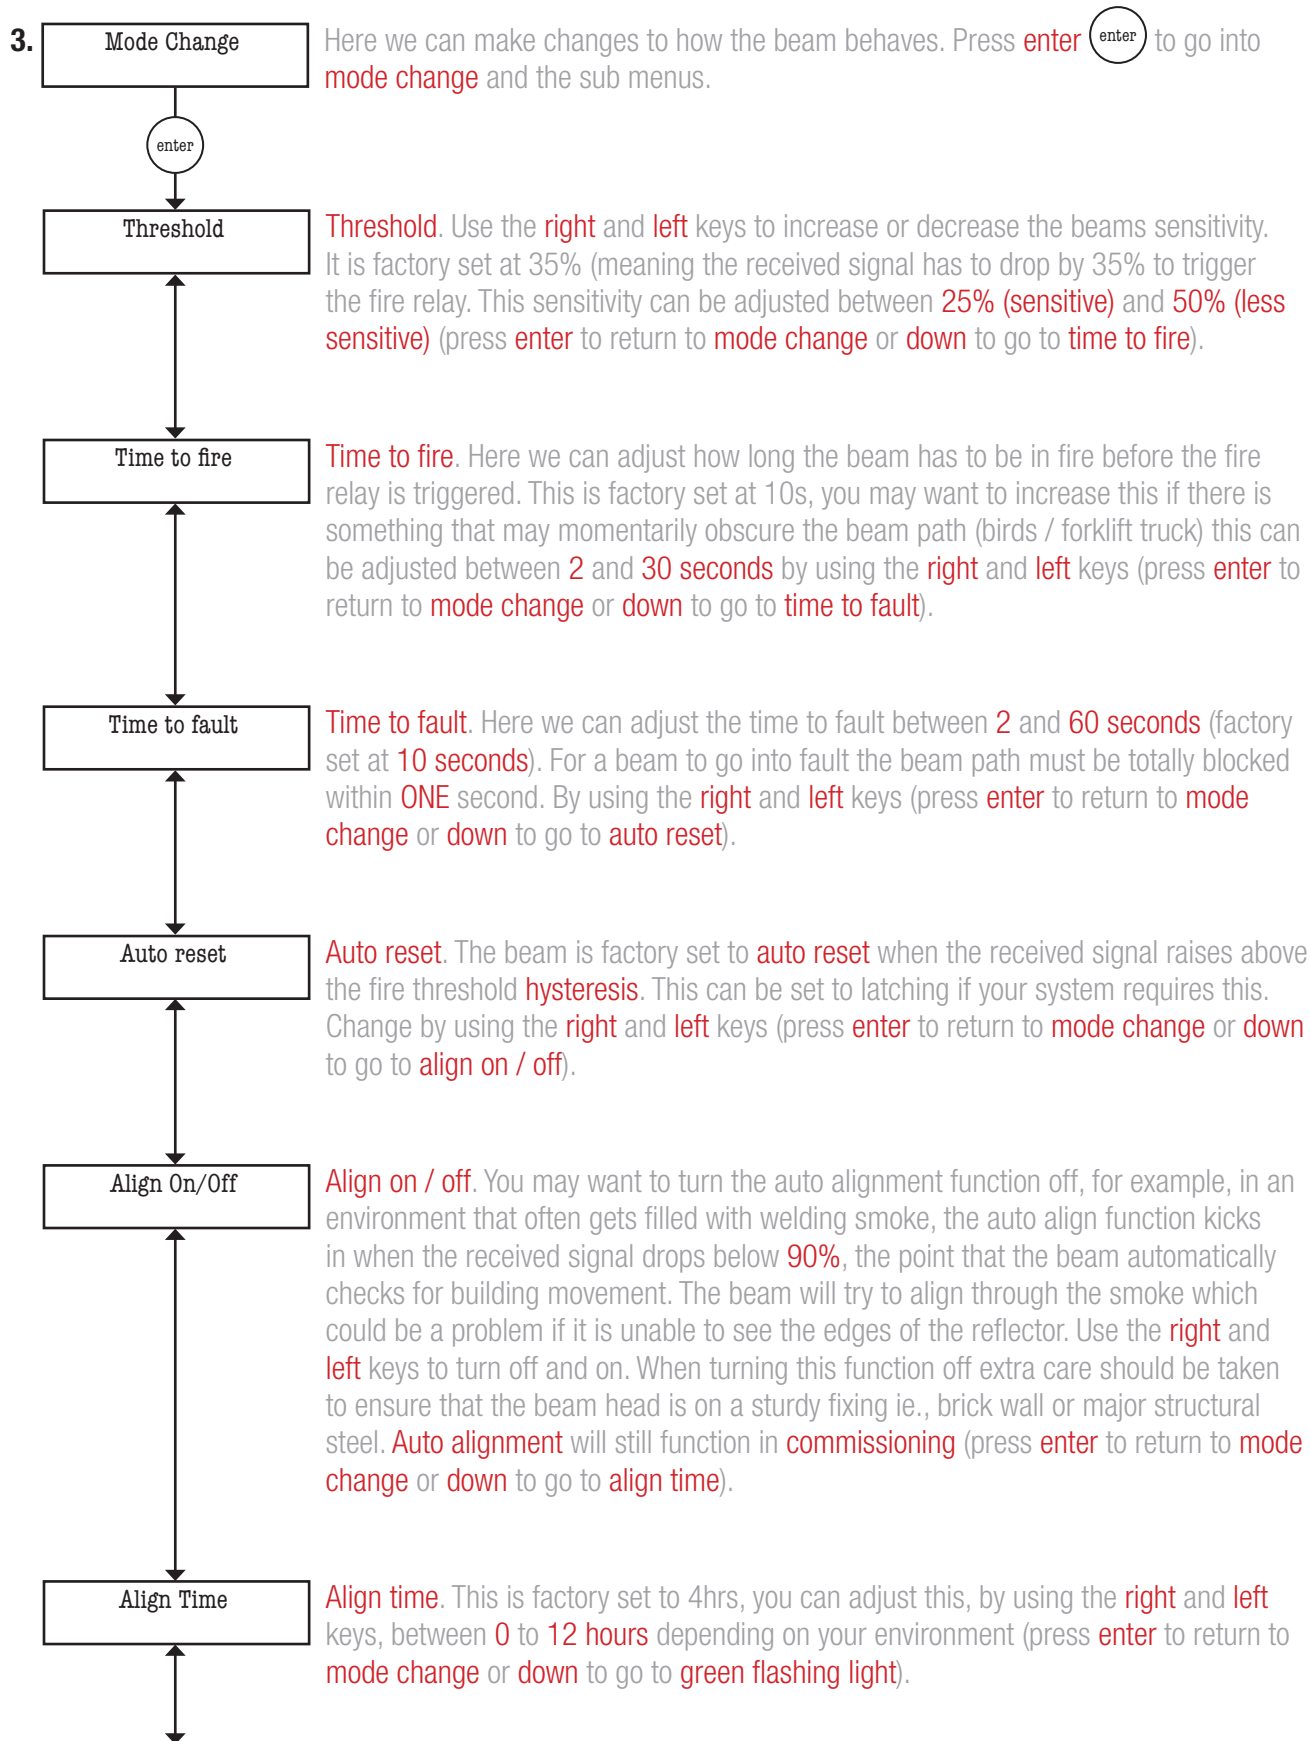 3.
Mode Change
Here we can make changes to how the beam behaves. Press enter enter to go into
mode change and the sub menus.
enter
Threshold
Threshold. Use the right and left keys to increase or decrease the beams sensitivity.
It is factory set at 35% (meaning the received signal has to drop by 35% to trigger
the fire relay. This sensitivity can be adjusted between 25% (sensitive) and 50% (less
sensitive) (press enter to return to mode change or down to go to time to fire).
Time to fire
Time to fire. Here we can adjust how long the beam has to be in fire before the fire
relay is triggered. This is factory set at 10s, you may want to increase this if there is
something that may momentarily obscure the beam path (birds / forklift truck) this can
be adjusted between 2 and 30 seconds by using the right and left keys (press enter to
return to mode change or down to go to time to fault).
Time to fault
Time to fault. Here we can adjust the time to fault between 2 and 60 seconds (factory
set at 10 seconds). For a beam to go into fault the beam path must be totally blocked
within ONE second. By using the right and left keys (press enter to return to mode
change or down to go to auto reset).
Auto reset
Auto reset. The beam is factory set to auto reset when the received signal raises above
the fire threshold hysteresis. This can be set to latching if your system requires this.
Change by using the right and left keys (press enter to return to mode change or down
to go to align on / off).
Align On/Off
Align on / off. You may want to turn the auto alignment function off, for example, in an
environment that often gets filled with welding smoke, the auto align function kicks
in when the received signal drops below 90%, the point that the beam automatically
checks for building movement. The beam will try to align through the smoke which
could be a problem if it is unable to see the edges of the reflector. Use the right and
left keys to turn off and on. When turning this function off extra care should be taken
to ensure that the beam head is on a sturdy fixing ie., brick wall or major structural
steel. Auto alignment will still function in commissioning (press enter to return to mode
change or down to go to align time).
Align Time
Align time. This is factory set to 4hrs, you can adjust this, by using the right and left
keys, between 0 to 12 hours depending on your environment (press enter to return to
mode change or down to go to green flashing light).